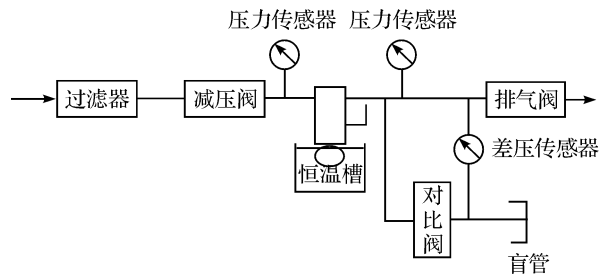 压力传感器 压力传感器
过滤器 减压阀 排气阀
差压传感器
恒温槽
对
比
阀
盲管